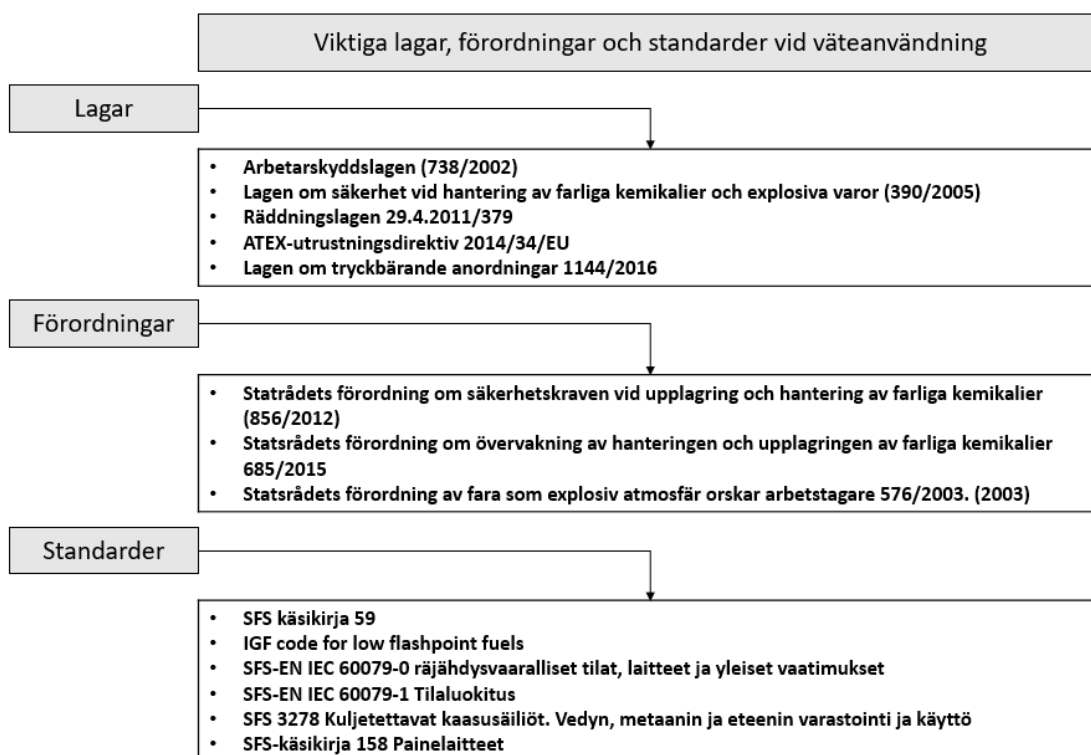 Viktiga lagar, förordningar och standarder vid väteanvändning
Lagar
• Arbetarskyddslagen (738/2002)
• Lagen om säkerhet vid hantering av farliga kemikalier och explosiva varor (390/2005)
• Räddningslagen 29.4.2011/379
• ATEX-utrustningsdirektiv 2014/34/EU
• Lagen om tryckbärande anordningar 1144/2016
Förordningar
• Statrådets förordning om säkerhetskraven vid upplagring och hantering av farliga kemikalier
(856/2012)
• Statsrådets förordning om övervakning av hanteringen och upplagringen av farliga kemikalier
685/2015
• Statsrådets förordning av fara som explosiv atmosfär orskar arbetstagare 576/2003. (2003)
Standarder
• SFS käsikirja 59
• IGF code for low flashpoint fuels
• SFS-EN IEC 60079-0 räjähdysvaaralliset tilat, laitteet ja yleiset vaatimukset
• SFS-EN IEC 60079-1 Tilaluokitus
• SFS 3278 Kuljetettavat kaasusäiliöt. Vedyn, metaanin ja eteenin varastointi ja käyttö
• SFS-käsikirja 158 Painelaitteet